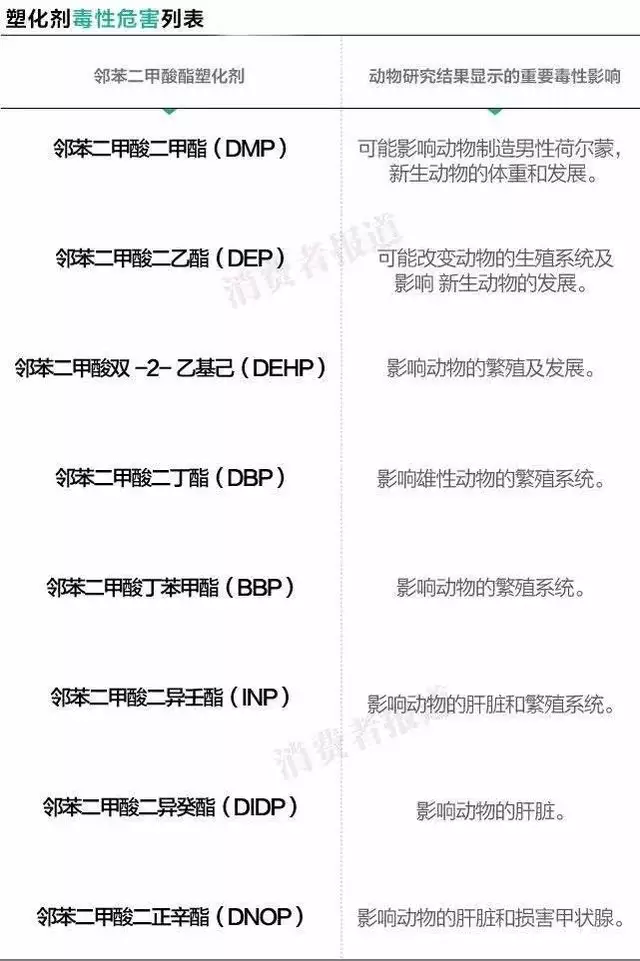 塑化剂毒性危害列表
邻苯二甲酸酯塑化剂
动物研究结果显示的重要毒性影响
邻苯二甲酸二甲酯（DMP）
可能影响动物制造男性荷尔蒙，
新生动物的体重和发展。
邻苯二甲酸二乙酯（DEP）
可能改变动物的生殖系统及
影响 新生动物的发展。
消费者报道
邻苯二甲酸双 -2- 乙基己（DEHP）
影响动物的繁殖及发展。
邻苯二甲酸二丁酯（DBP）
影响雄性动物的繁殖系统。
邻苯二甲酸丁苯甲酯（BBP）
影响动物的繁殖系统。
邻苯二甲酸二异壬酯（INP）
影响动物的肝脏和繁殖系统。
消费者报道
邻苯二甲酸二异癸酯（DIDP）
影响动物的肝脏。
邻苯二甲酸二正辛酯（DNOP）
影响动物的肝脏和损害甲状腺。